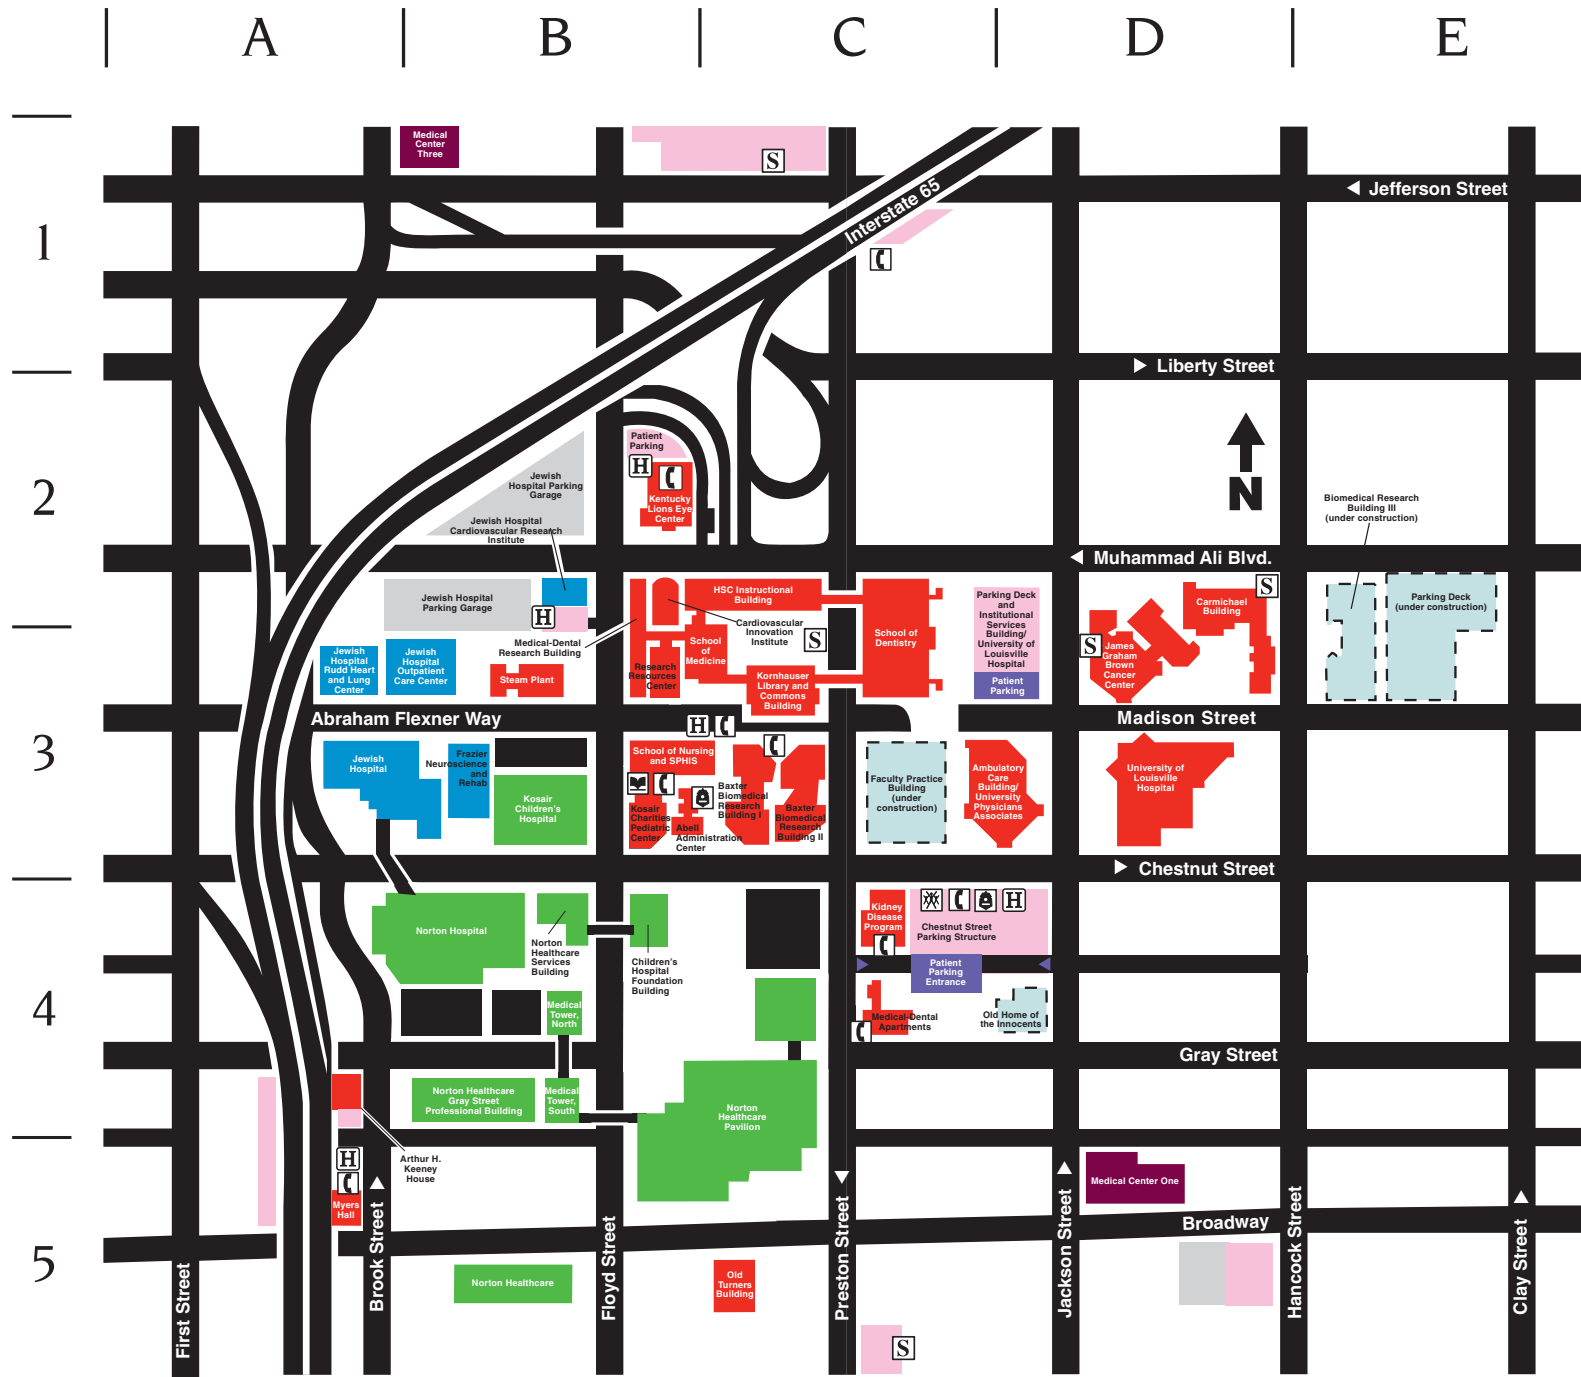 A
B
C
D
E
1
2
3
4
5
Medical
Center
Three
S
Jefferson Street
Interstate 65
Liberty Street
Patient
Parking
H
Kentucky
Lions Eye
Center
Jewish
Hospital Parking
Garage
Jewish Hospital
Cardiovascular Research
Institute
N
Biomedical Research
Building III
(under construction)
Muhammad Ali Blvd.
Jewish Hospital
Parking Garage
H
Medical-Dental
Research Building
HSC Instructional
Building
Cardiovascular
Innovation
Institute
S
School
of
Medicine
School of
Dentistry
Parking Deck
and
Institutional
Services
Building/
University of
Louisville
Hospital
Patient
Parking
Carmichael
Building
S
S
James
Graham
Brown
Cancer
Center
Parking Deck
(under construction)
Jewish
Hospital
Rudd Heart
and Lung
Center
Jewish
Hospital
Outpatient
Care Center
Steam Plant
Research
Resources
Center
Kornhauser
Library and
Commons
Building
Abraham Flexner Way
H
Madison Street
Jewish
Hospital
Frazier
Neuroscience
and
Rehab
Kosair
Children's
Hospital
School of Nursing
and SPHIS
Kosair
Charities
Pediatric
Center
Abell
Administration
Center
Baxter
Biomedical
Research
Building I
Baxter
Biomedical
Research
Building II
Faculty Practice
Building
(under
construction)
Ambulatory
Care
Building/
University
Physicians
Associates
University of
Louisville
Hospital
Chestnut Street
Norton Hospital
Norton
Healthcare
Services
Building
Children's
Hospital
Foundation
Building
Kidney
Disease
Program
H
Chestnut Street
Parking Structure
Patient
Parking
Entrance
Medical
Tower,
North
Medical-Dental
Apartments
Old Home of
the Innocents
Gray Street
Norton Healthcare
Gray Street
Professional Building
Medical
Tower,
South
Norton
Healthcare
Pavilion
Arthur H.
Keeney
House
H
Myers
Hall
Medical Center One
Broadway
Norton Healthcare
Old
Turners
Building
S
First Street
Brook Street
Floyd Street
Preston Street
Jackson Street
Hancock Street
Clay Street